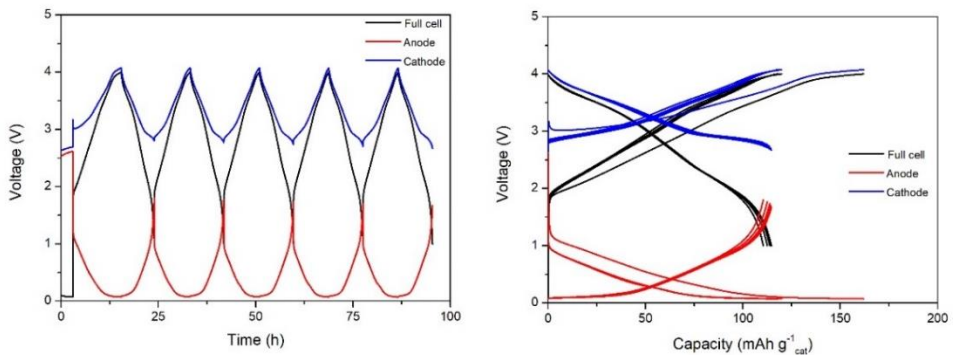 5
4
3
2
1
0
Voltage (V)
0
25
50
75
100
Time (h)
Full cell
Anode
Cathode
5
4
3
2
1
0
Voltage (V)
0
50
100
150
200
Capacity (mAh g⁻¹cat)
Full cell
Anode
Cathode